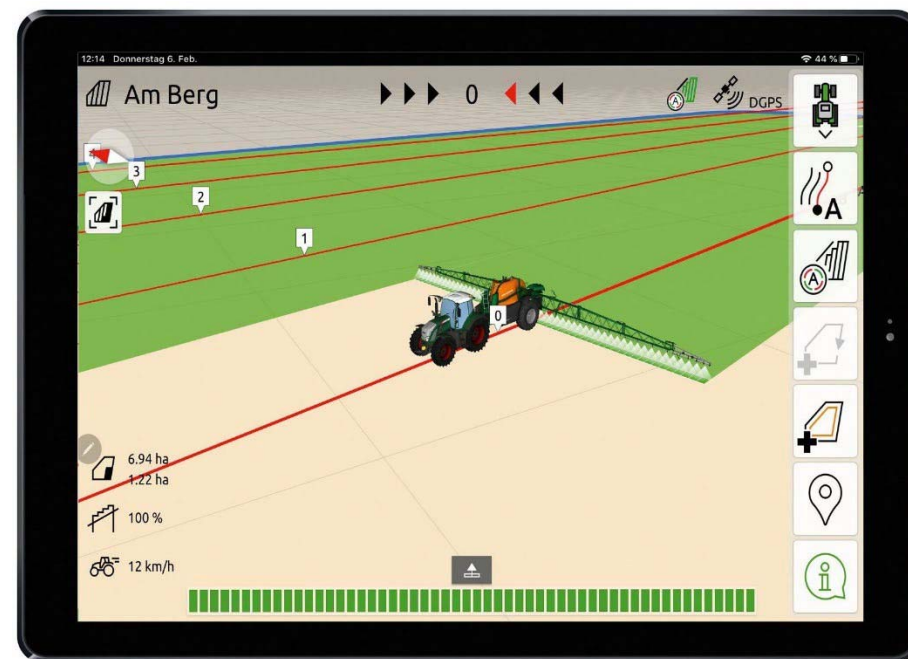 12:14 Donnerstag 6. Feb.
44 %
Am Berg
0
DGPS
A
3
2
1
0
A
A
6.94 ha
1.22 ha
100 %
12 km/h
i